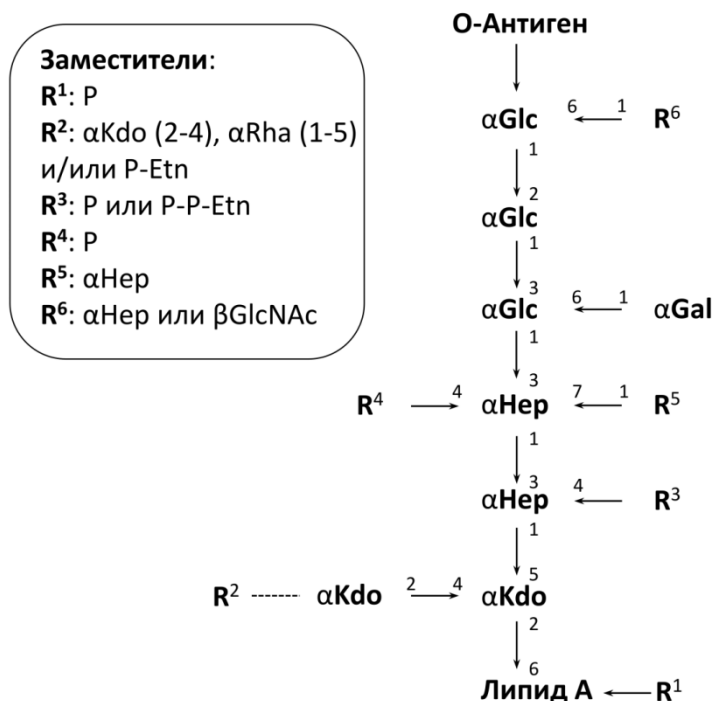 О-Антиген
Заместители:
R¹: P
R²: αKdo (2-4), αRha (1-5)
и/или P-Etn
R³: P или P-P-Etn
R⁴: P
R⁵: αHep
R⁶: αHep или βGlcNAc
αGlc 6 1 R⁶
1
2
αGlc
1
3
αGlc 6 1 αGal
1
3
R⁴ 4 αHep 7 1 R⁵
1
3
αHep 4 R³
1
5
R² αKdo 2 4 αKdo
2
6
Липид А R¹